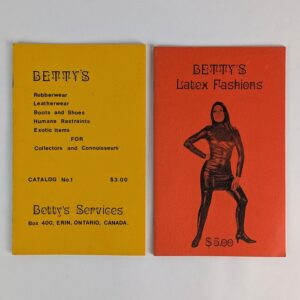 BETTY'S
Rubberwear
Leatherwear
Boots and Shoes
Humane Restraints
Exotic Items
FOR
Collectors and Connoisseurs
CATALOG No.1 $3.00
Betty's Services
Box 400, ERIN, ONTARIO, CANADA.
BETTY'S
Latex Fashions
$5.00